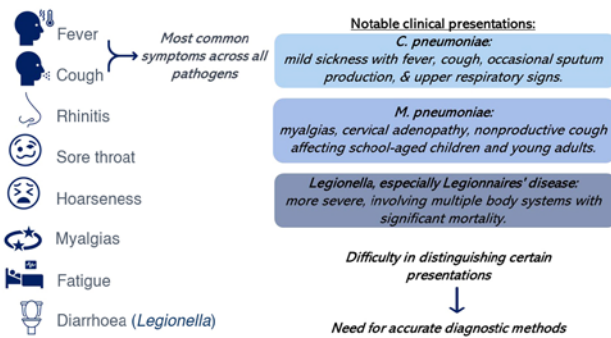 Fever
Cough
Rhinitis
Sore throat
Hoarseness
Myalgias
Fatigue
Diarrhoea (Legionella)
Most common
symptoms across all
pathogens
Notable clinical presentations:
C. pneumoniae:
mild sickness with fever, cough, occasional sputum
production, & upper respiratory signs.
M. pneumoniae:
myalgias, cervical adenopathy, nonproductive cough
affecting school-aged children and young adults.
Legionella, especially Legionnaires' disease:
more severe, involving multiple body systems with
significant mortality.
Difficulty in distinguishing certain
presentations
Need for accurate diagnostic methods